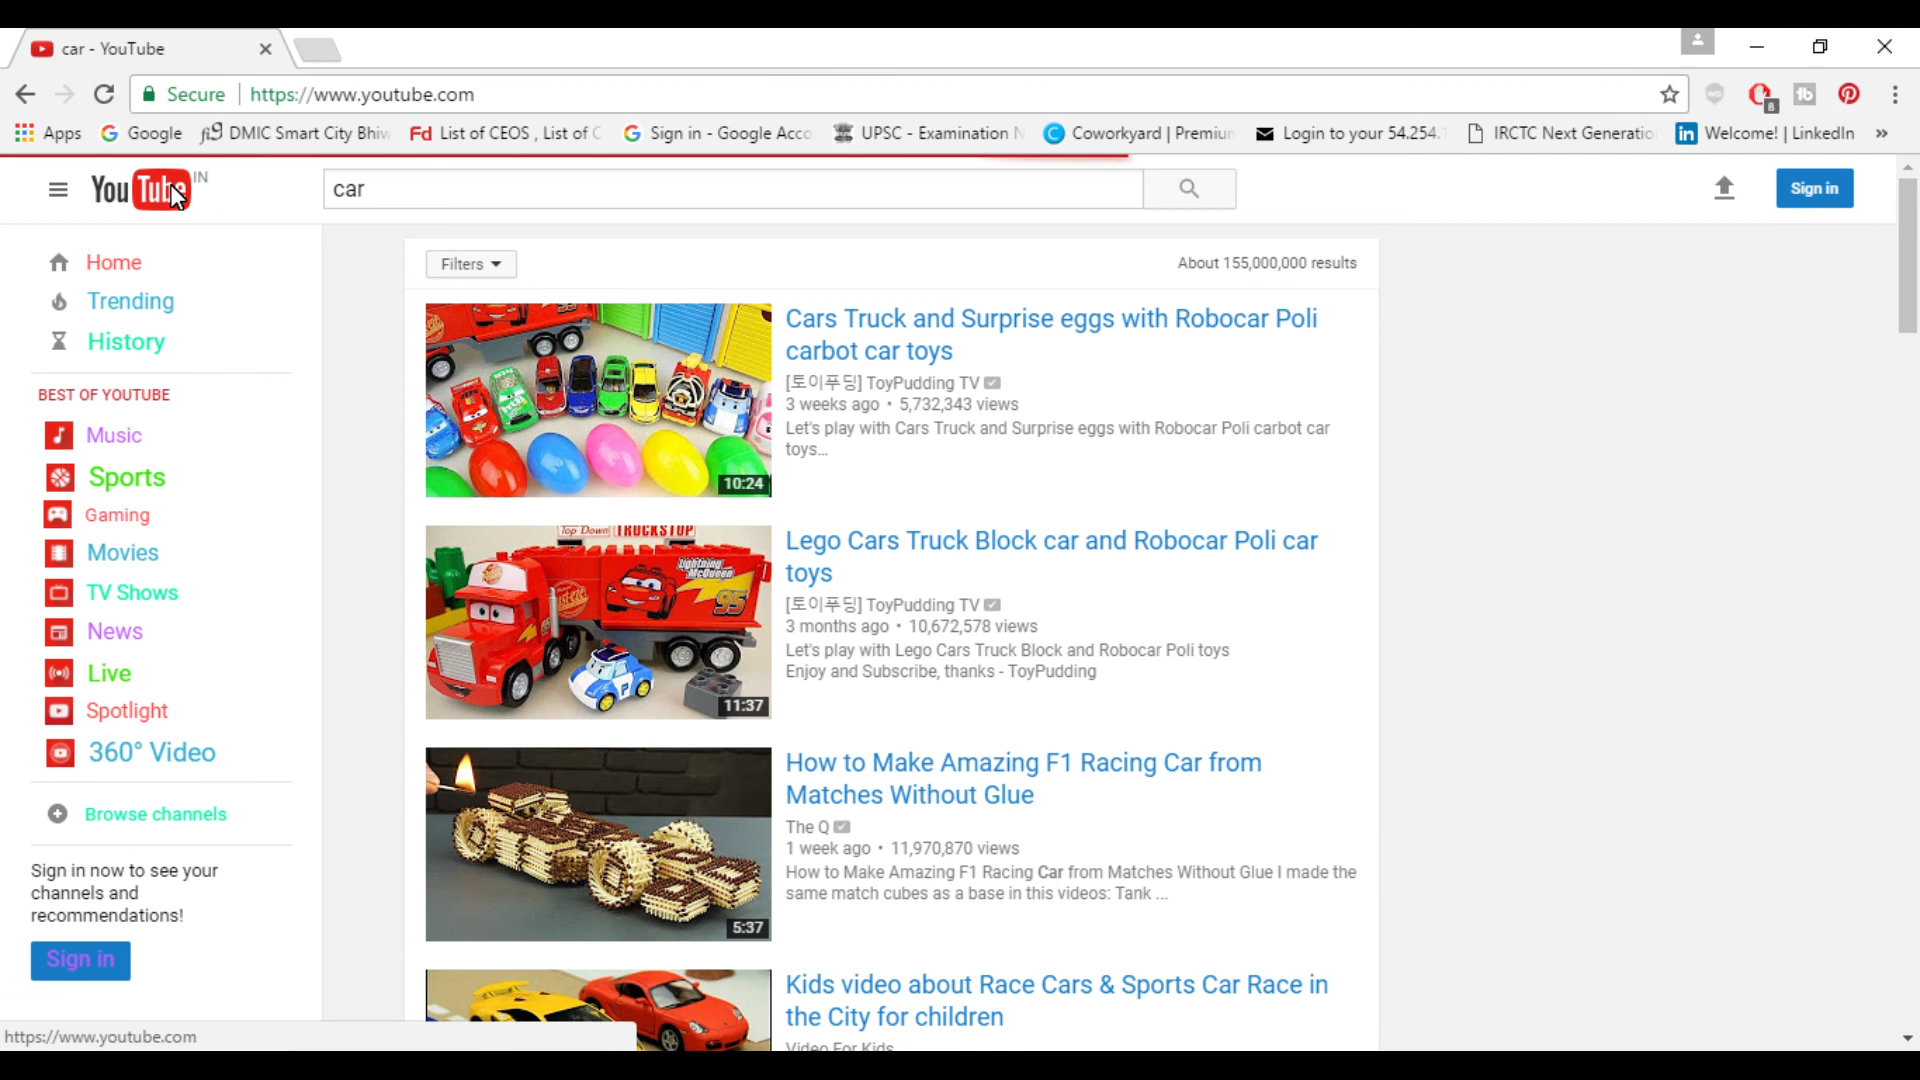 car - YouTube
Secure https://www.youtube.com
8
Apps Google DMIC Smart City Bhiw List of CEOS , List of C Sign in - Google Acco UPSC - Examination N Coworkyard | Premium Login to your 54.254. IRCTC Next Generatio Welcome! | LinkedIn »
YouTube IN
car
Sign in
Home
Trending
History
BEST OF YOUTUBE
Music
Sports
Gaming
Movies
TV Shows
News
Live
Spotlight
360° Video
Browse channels
Sign in now to see your
channels and
recommendations!
Sign in
Filters
About 155,000,000 results
10:24
Cars Truck and Surprise eggs with Robocar Poli
carbot car toys
[토이푸딩] ToyPudding TV
3 weeks ago • 5,732,343 views
Let's play with Cars Truck and Surprise eggs with Robocar Poli carbot car
toys...
Top Down TRUCKSTOP
Lightning
McQueen
95
11:37
Lego Cars Truck Block car and Robocar Poli car
toys
[토이푸딩] ToyPudding TV
3 months ago • 10,672,578 views
Let's play with Lego Cars Truck Block and Robocar Poli toys
Enjoy and Subscribe, thanks - ToyPudding
5:37
How to Make Amazing F1 Racing Car from
Matches Without Glue
The Q
1 week ago • 11,970,870 views
How to Make Amazing F1 Racing Car from Matches Without Glue I made the
same match cubes as a base in this videos: Tank ...
Kids video about Race Cars & Sports Car Race in
the City for children
Video For Kids
https://www.youtube.com